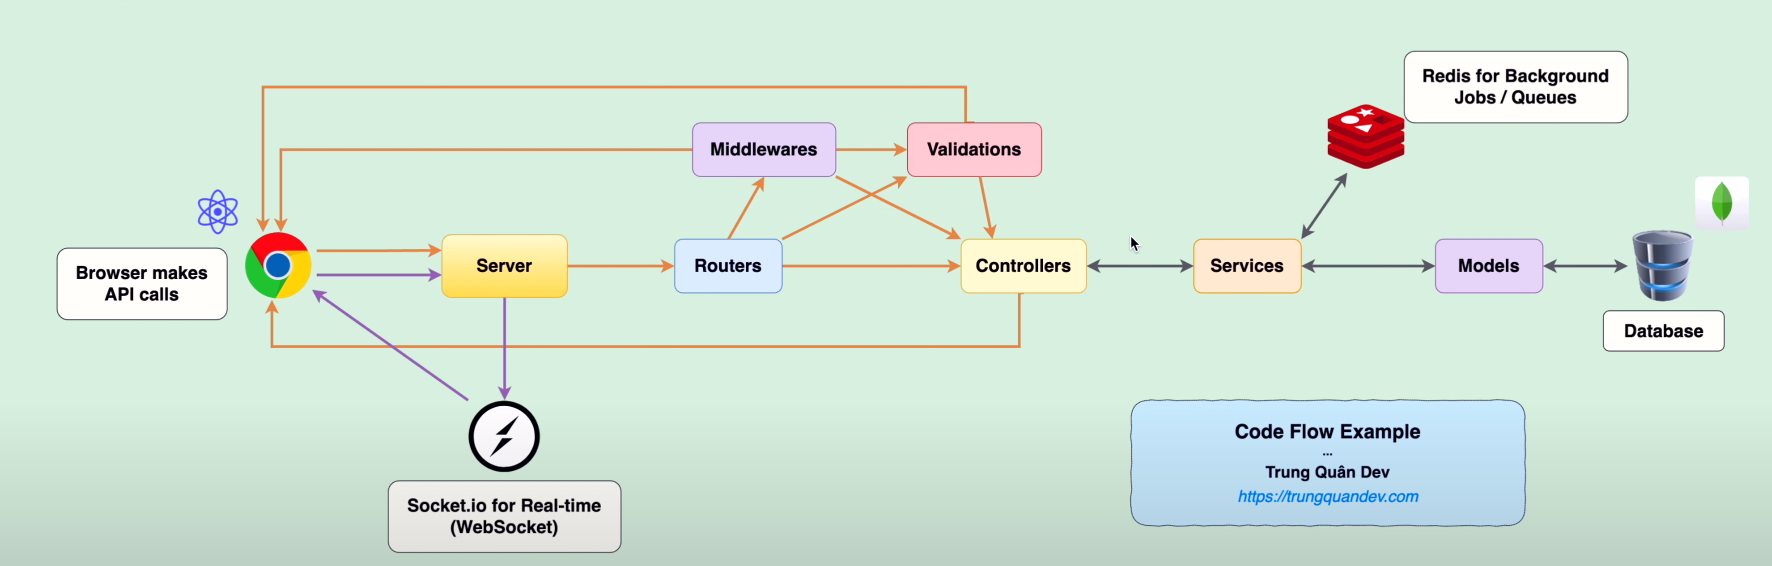 Redis for Background
Jobs / Queues
Middlewares
Validations
Browser makes
API calls
Server
Routers
Controllers
Services
Models
Database
Socket.io for Real-time
(WebSocket)
Code Flow Example
...
Trung Quân Dev
https://trungquandev.com